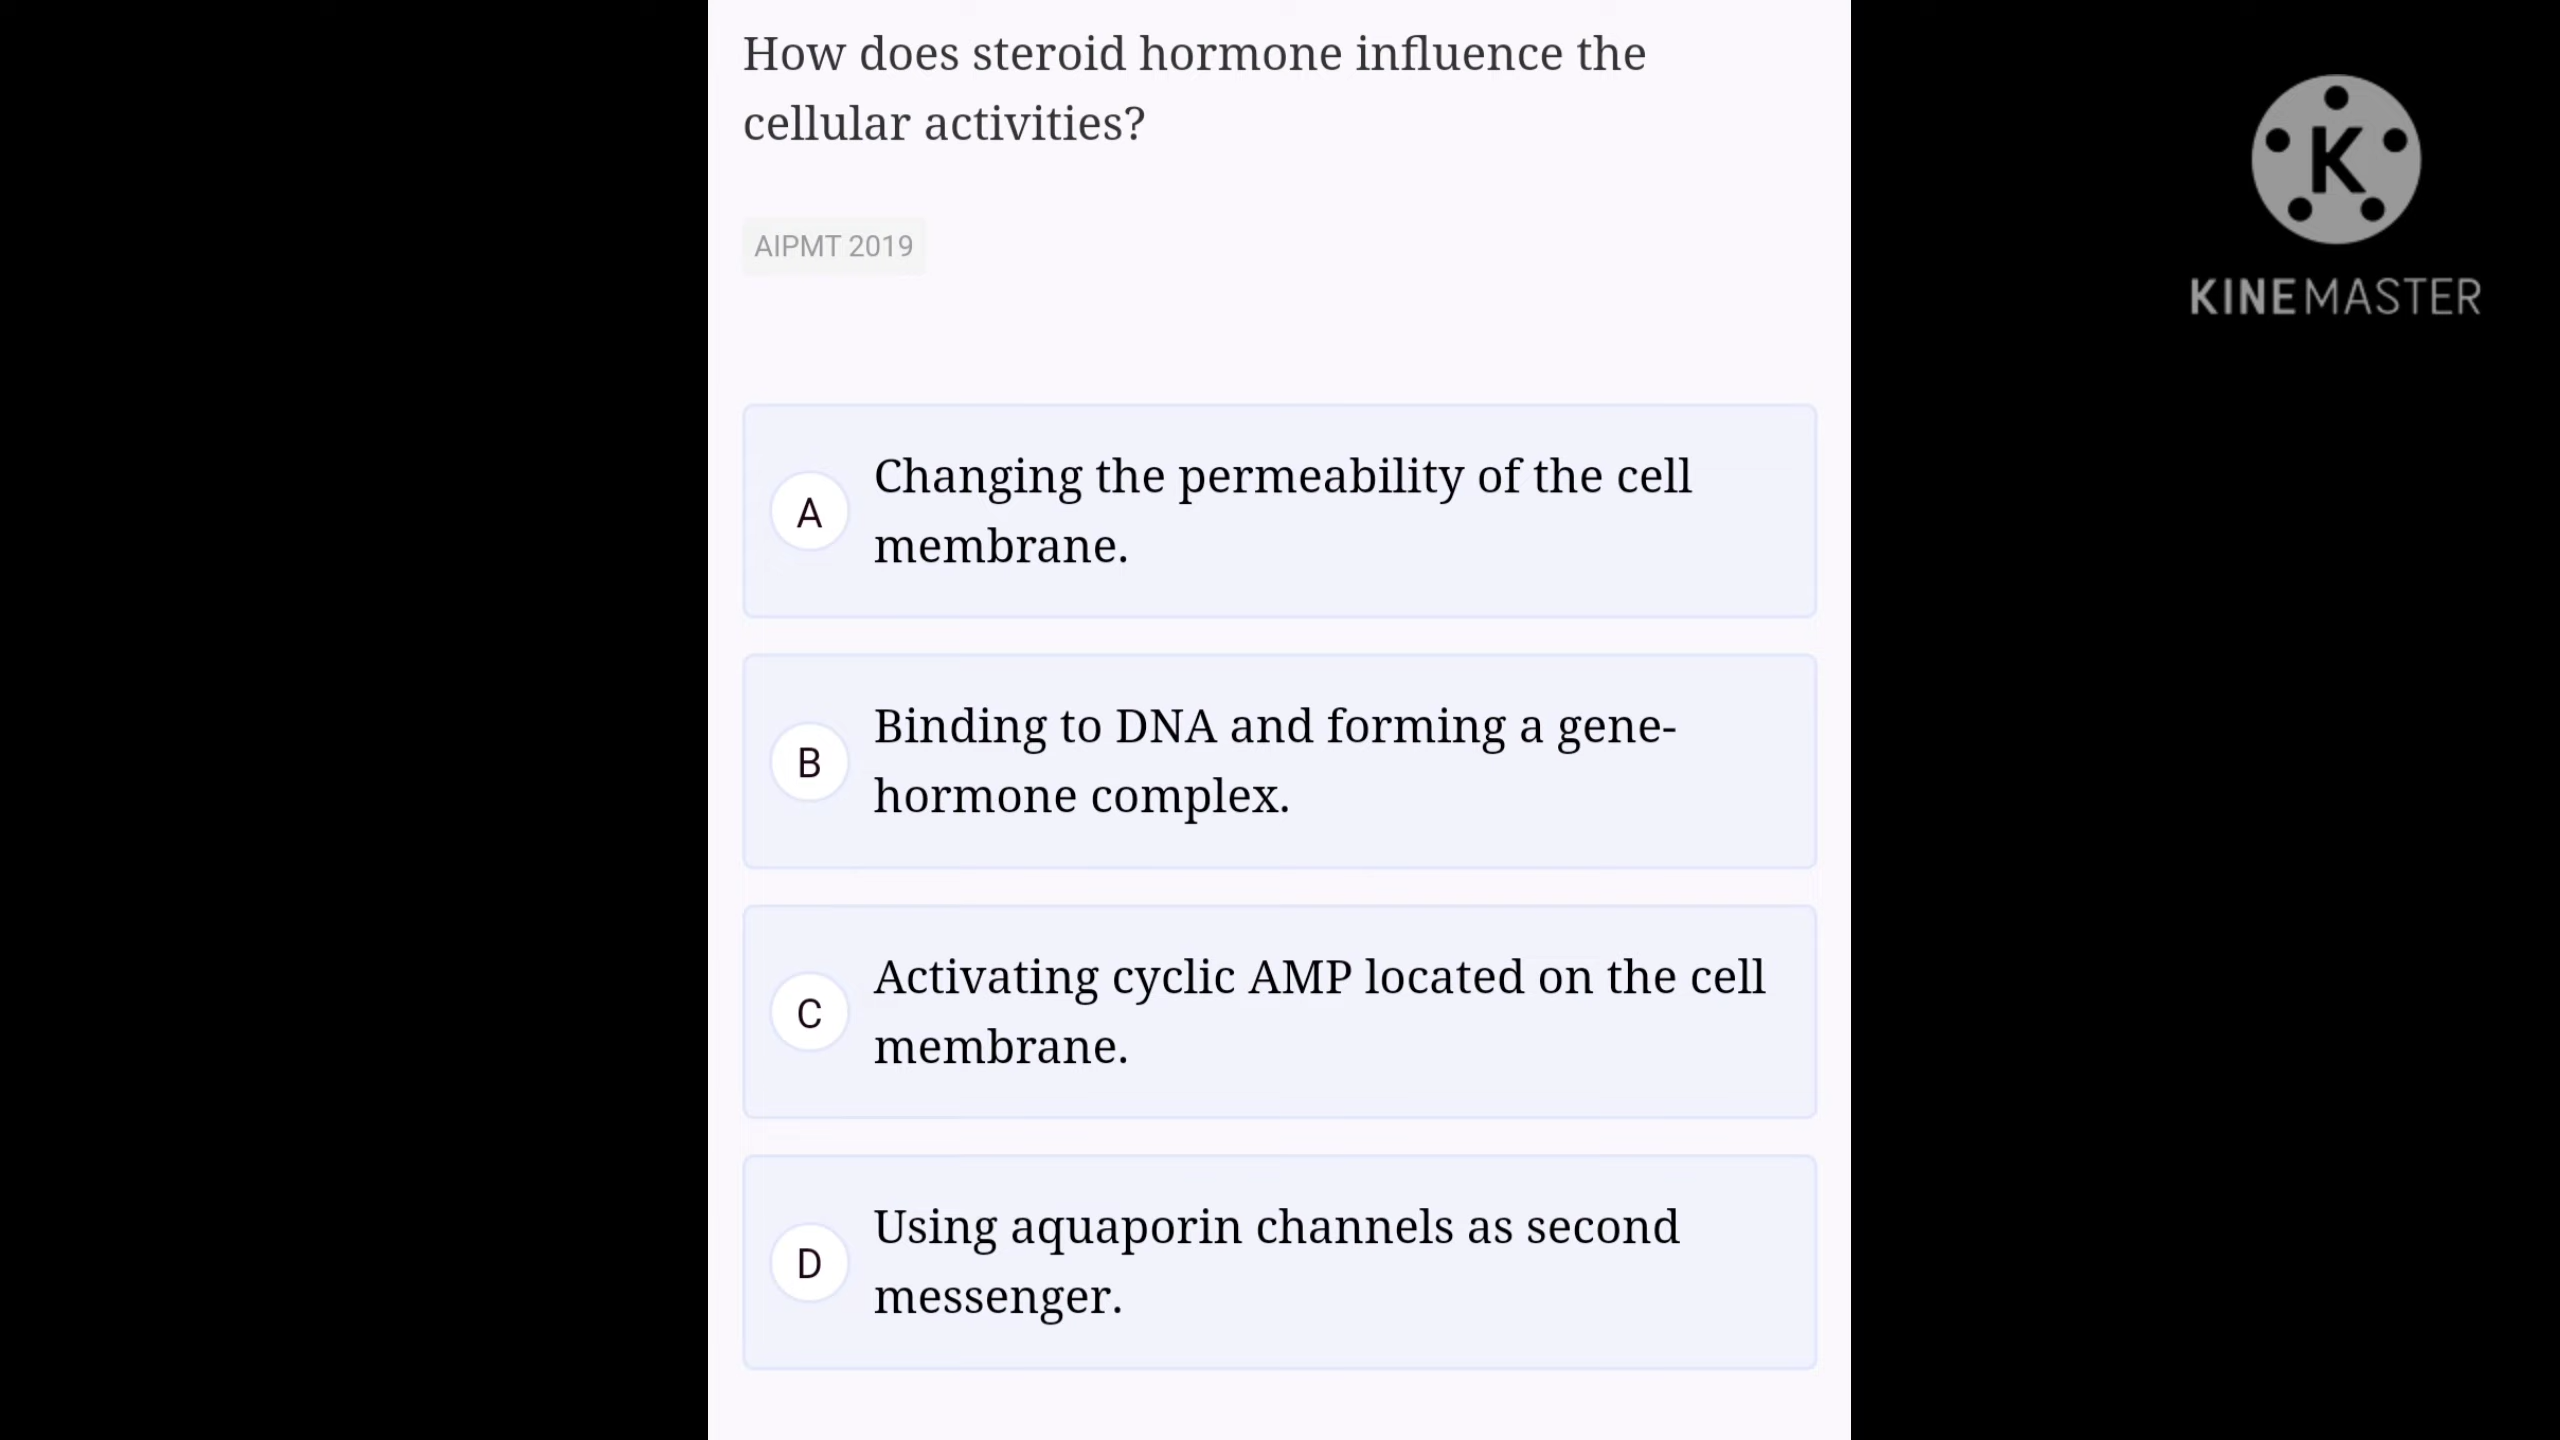 How does steroid hormone influence the
cellular activities?
AIPMT 2019
A
Changing the permeability of the cell
membrane.
B
Binding to DNA and forming a gene-
hormone complex.
C
Activating cyclic AMP located on the cell
membrane.
D
Using aquaporin channels as second
messenger.
K
KINEMASTER